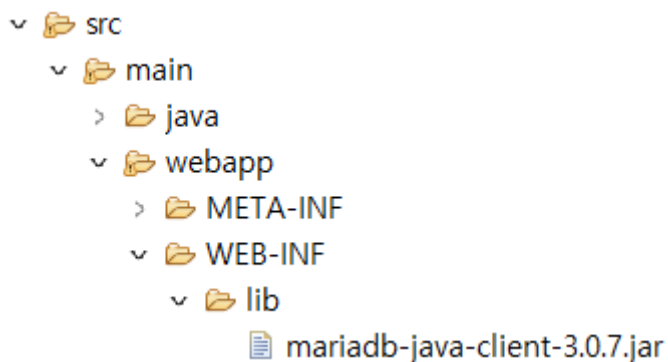 src
main
java
webapp
META-INF
WEB-INF
lib
mariadb-java-client-3.0.7.jar